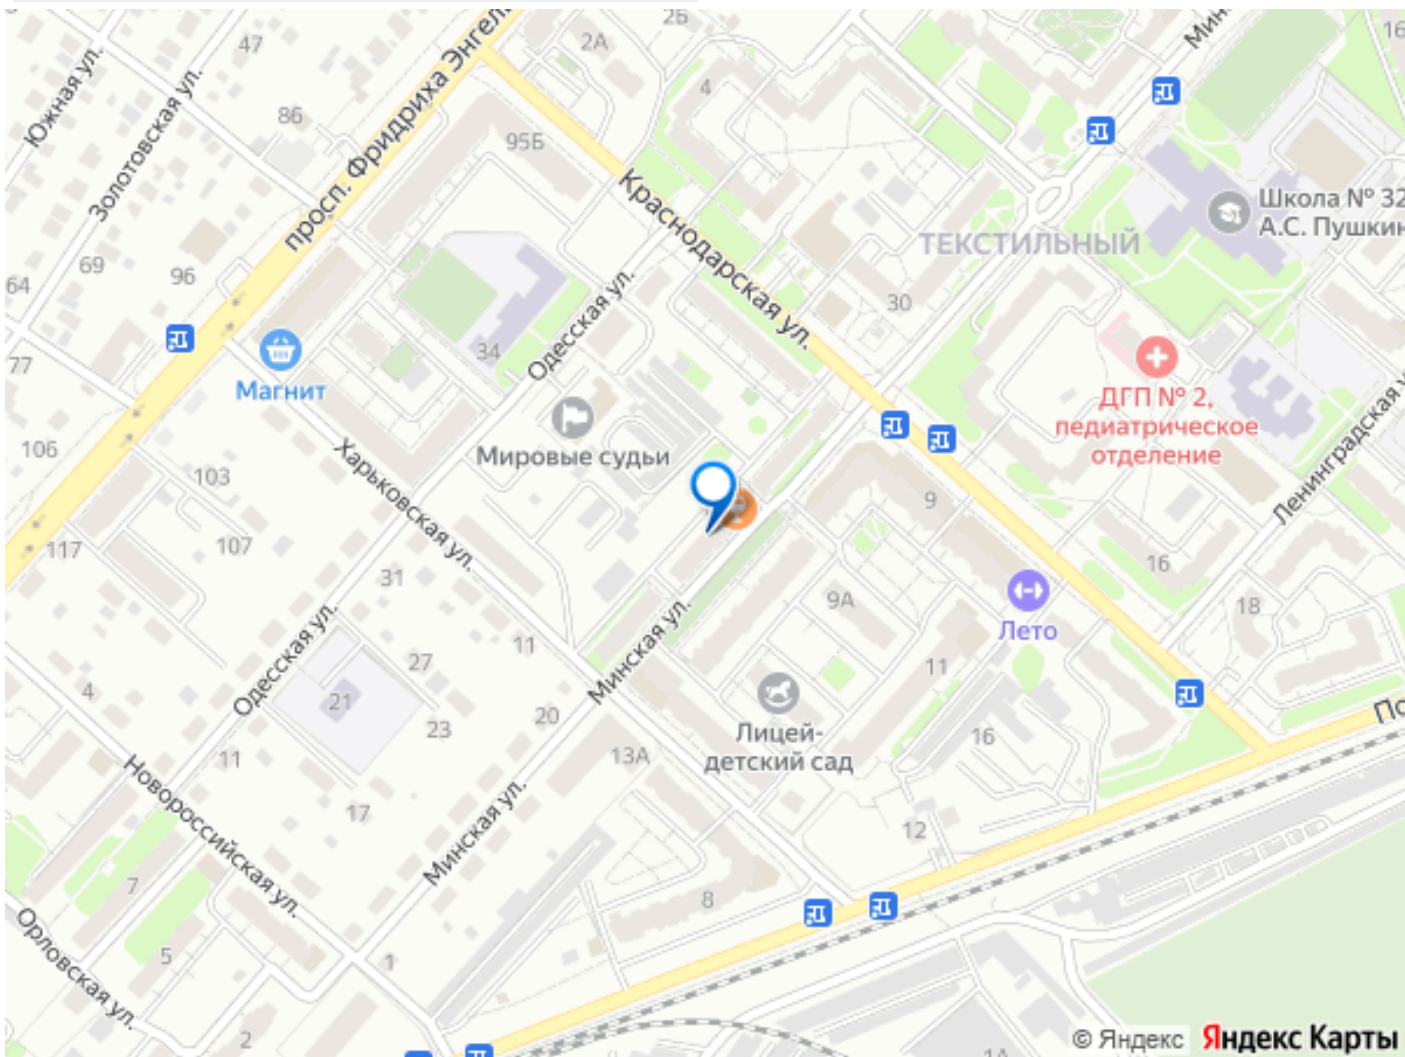 2Б
16
47
2А
Мин
Южная ул.
Золотовская ул.
просп. Фридриха Энгел
4
86
95Б
Краснодарская ул.
Школа № 32
А.С. Пушкин
ТЕКСТИЛЬНЫЙ
69
96
64
30
Одесская ул.
34
77
Магнит
ДГП № 2,
педиатрическое
отделение
Мировые судьи
Ленинградская у
106
103
Харьковская ул.
9
117
107
31
16
9А
18
Лето
Одесская ул.
Минская ул.
11
27
11
4
21
23
20
Лицей-
детский сад
16
По
13А
11
Новороссийская ул.
17
Минская ул.
12
7
8
Орловская ул.
5
1
2
1А
© Яндекс Яндекс Карты